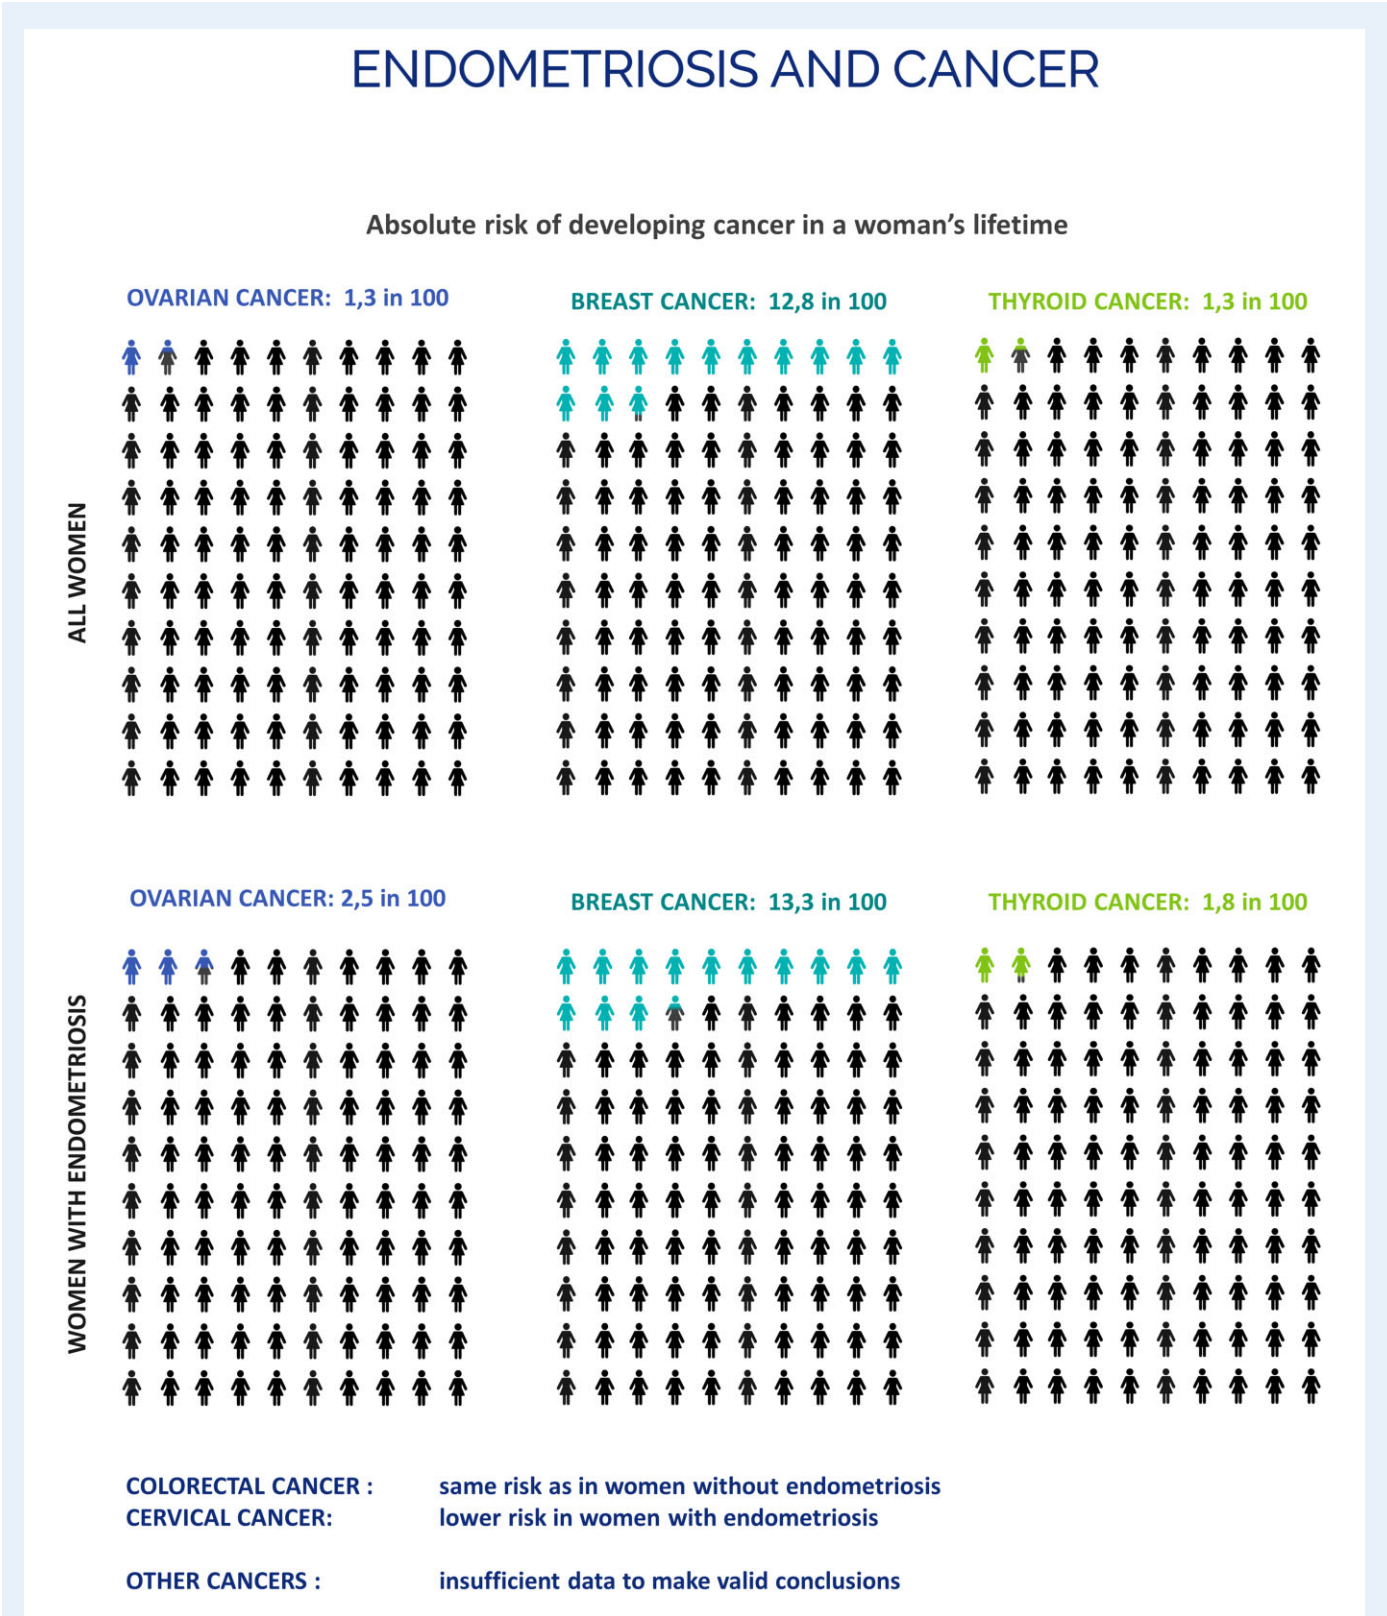 ENDOMETRIOSIS AND CANCER
Absolute risk of developing cancer in a woman’s lifetime
ALL WOMEN
OVARIAN CANCER: 1,3 in 100
BREAST CANCER: 12,8 in 100
THYROID CANCER: 1,3 in 100
WOMEN WITH ENDOMETRIOSIS
OVARIAN CANCER: 2,5 in 100
BREAST CANCER: 13,3 in 100
THYROID CANCER: 1,8 in 100
COLORECTAL CANCER : same risk as in women without endometriosis
CERVICAL CANCER: lower risk in women with endometriosis
OTHER CANCERS : insufficient data to make valid conclusions